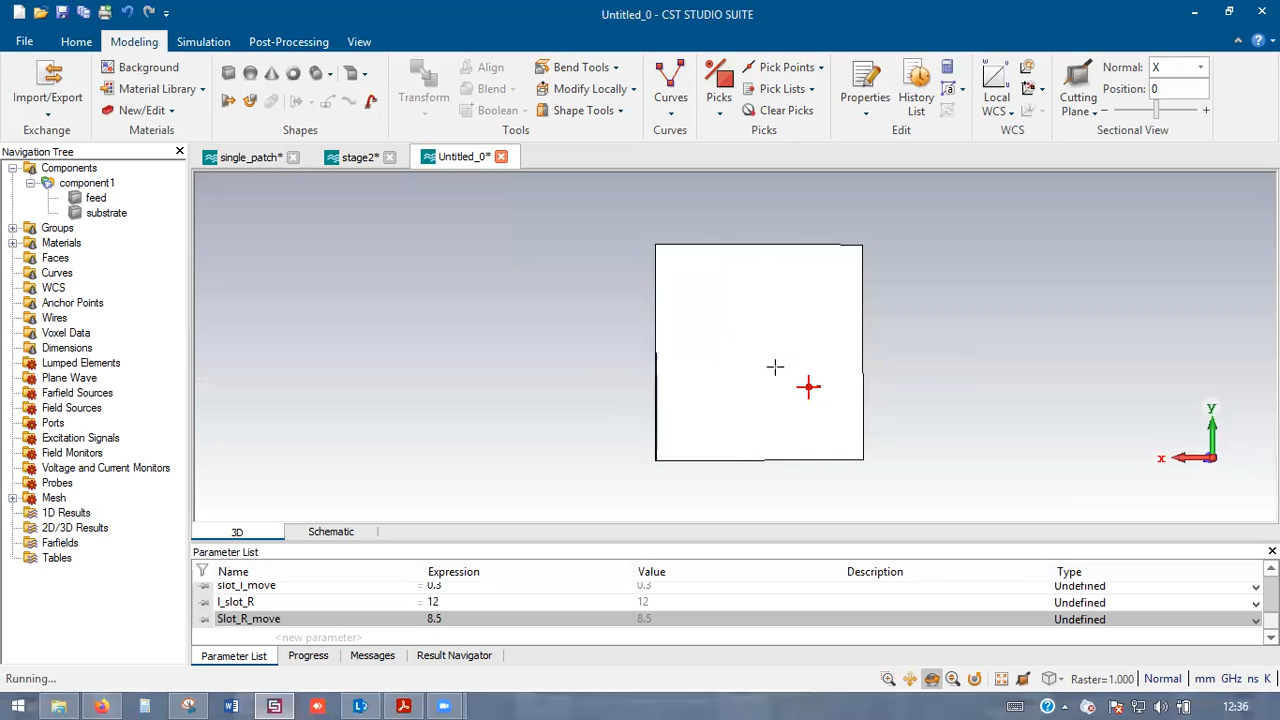 Untitled_0 - CST STUDIO SUITE
File Home Modeling Simulation Post-Processing View
Import/Export
Exchange
Background
Material Library
New/Edit
Materials
Shapes
Transform
Align
Blend
Boolean
Bend Tools
Modify Locally
Shape Tools
Tools
Curves
Curves
Picks
Pick Points
Pick Lists
Clear Picks
Picks
Properties
History List
Edit
Local WCS
WCS
Cutting Plane
Normal: X
Position: 0
Sectional View
Navigation Tree
single_patch* stage2* Untitled_0*
Components
component1
feed
substrate
Groups
Materials
Faces
Curves
WCS
Anchor Points
Wires
Voxel Data
Dimensions
Lumped Elements
Plane Wave
Farfield Sources
Field Sources
Ports
Excitation Signals
Field Monitors
Voltage and Current Monitors
Probes
Mesh
1D Results
2D/3D Results
Farfields
Tables
y
x
3D Schematic
Parameter List
Name Expression Value Description Type
slot_l_move = 0.3 0.3 Undefined
l_slot_R = 12 12 Undefined
Slot_R_move = 8.5 8.5 Undefined
<new parameter>
Parameter List Progress Messages Result Navigator
Running... Raster=1.000 Normal mm GHz ns K
12:36